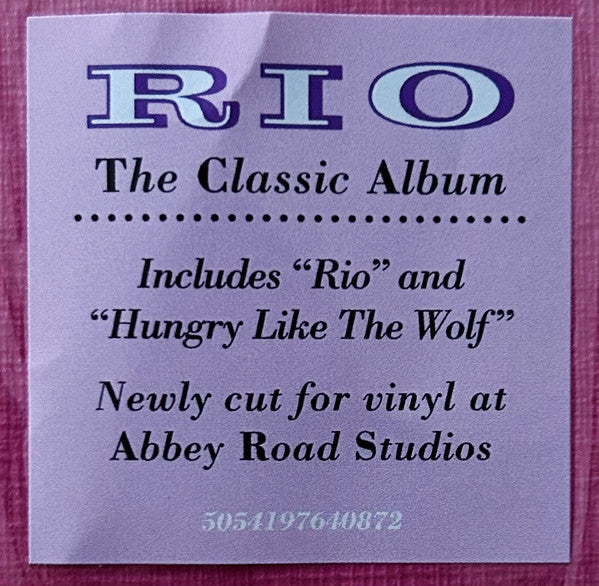 RIO
The Classic Album
Includes “Rio” and
“Hungry Like The Wolf”
Newly cut for vinyl at
Abbey Road Studios
5054197640872